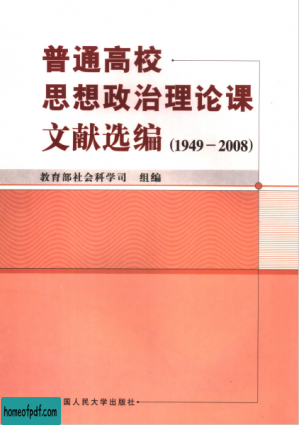 普通高校
思想政治理论课
文献选编(1949－2008)
教育部社会科学司 组编
国人民大学出版社
homeofpdf.com